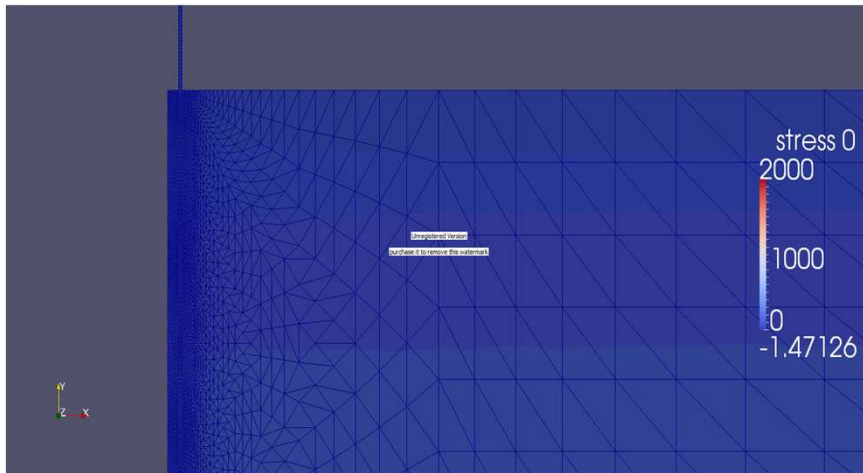 stress 0
2000
Unregistered Version
purchase it to remove this watermark
1000
0
-1.47126
Y
Z X